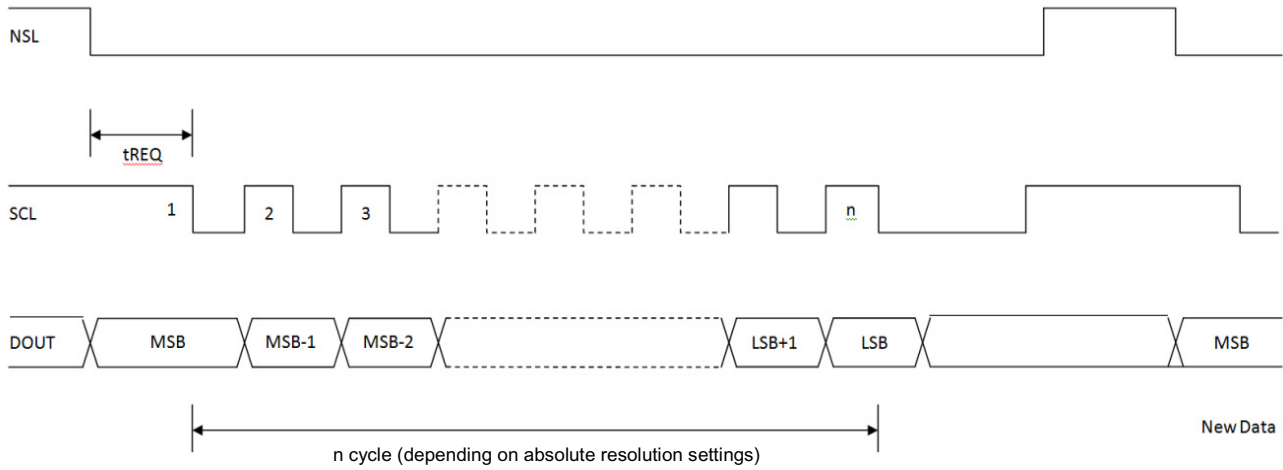 NSL
tREQ
SCL 1 2 3 n
DOUT MSB MSB-1 MSB-2 LSB+1 LSB MSB
New Data
n cycle (depending on absolute resolution settings)